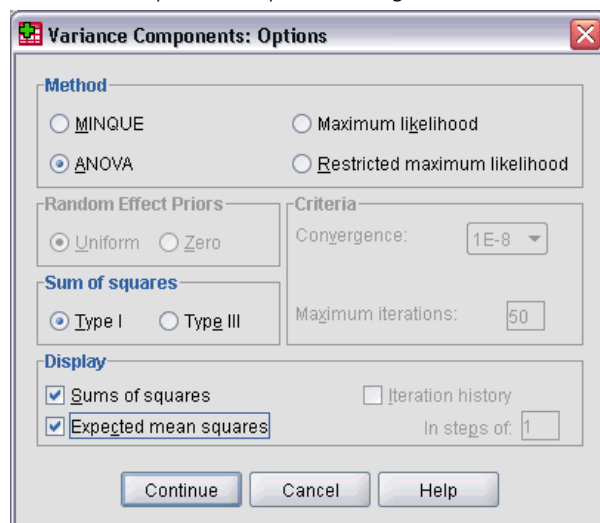 Variance Components: Options
Method
MINQUE
Maximum likelihood
ANOVA
Restricted maximum likelihood
Random Effect Priors
Uniform
Zero
Criteria
Convergence:
1E-8
Maximum iterations:
50
Sum of squares
Type I
Type III
Display
Sums of squares
Iteration history
Expected mean squares
In steps of:
1
Continue
Cancel
Help